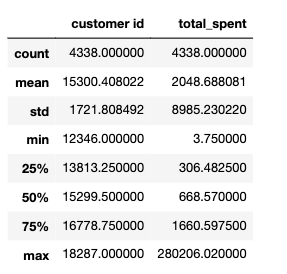 customer id total_spent
count 4338.000000 4338.000000
mean 15300.408022 2048.688081
std 1721.808492 8985.230220
min 12346.000000 3.750000
25% 13813.250000 306.482500
50% 15299.500000 668.570000
75% 16778.750000 1660.597500
max 18287.000000 280206.020000